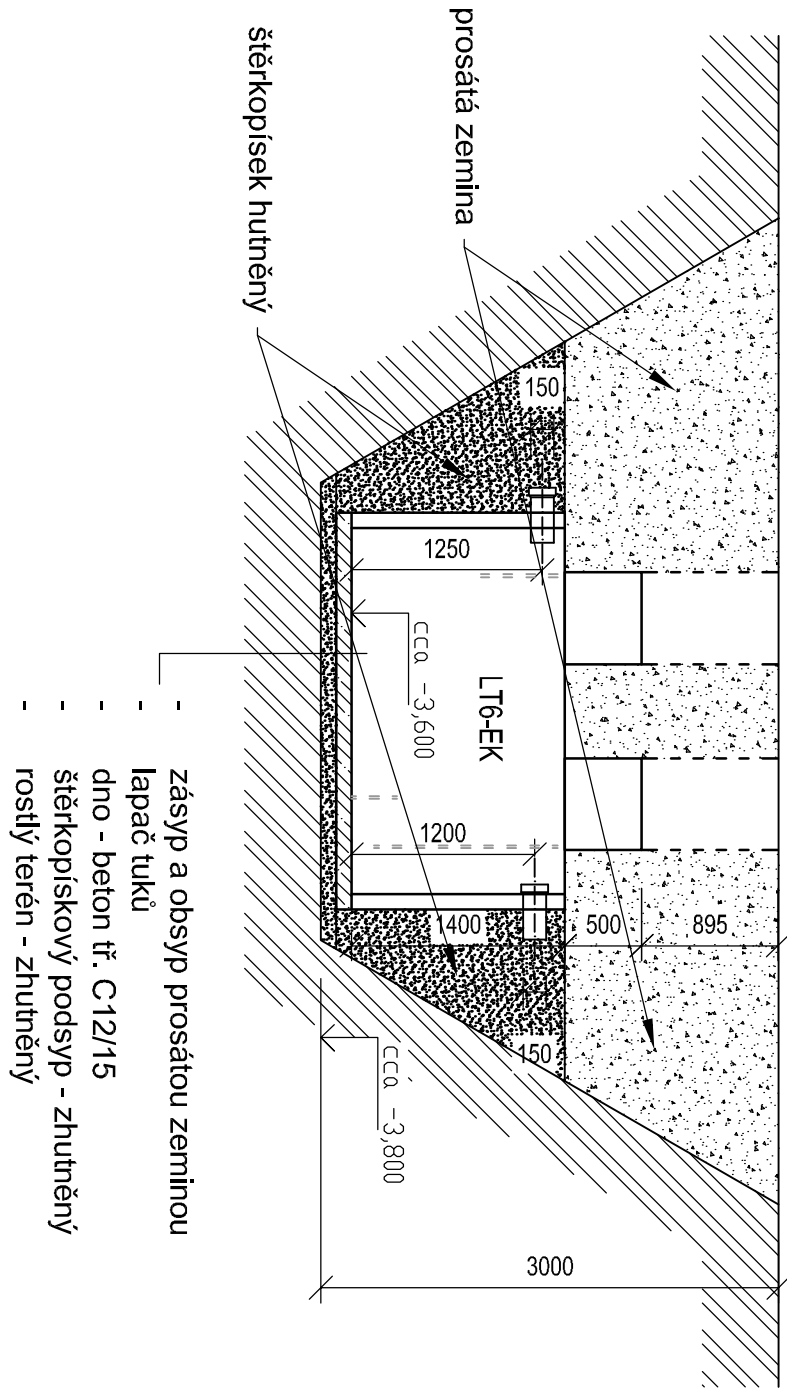 prosátá zemina
štěrkopísek hutněný
150
1250
cca -3,600
LT6-EK
1200
1400
500
895
150
cca -3,800
3000
- zásyp a obsyp prosátou zeminou
- lapač tuků
- dno - beton tř. C12/15
- štěrkopískový podsyp - zhutněný
- rostlý terén - zhutněný